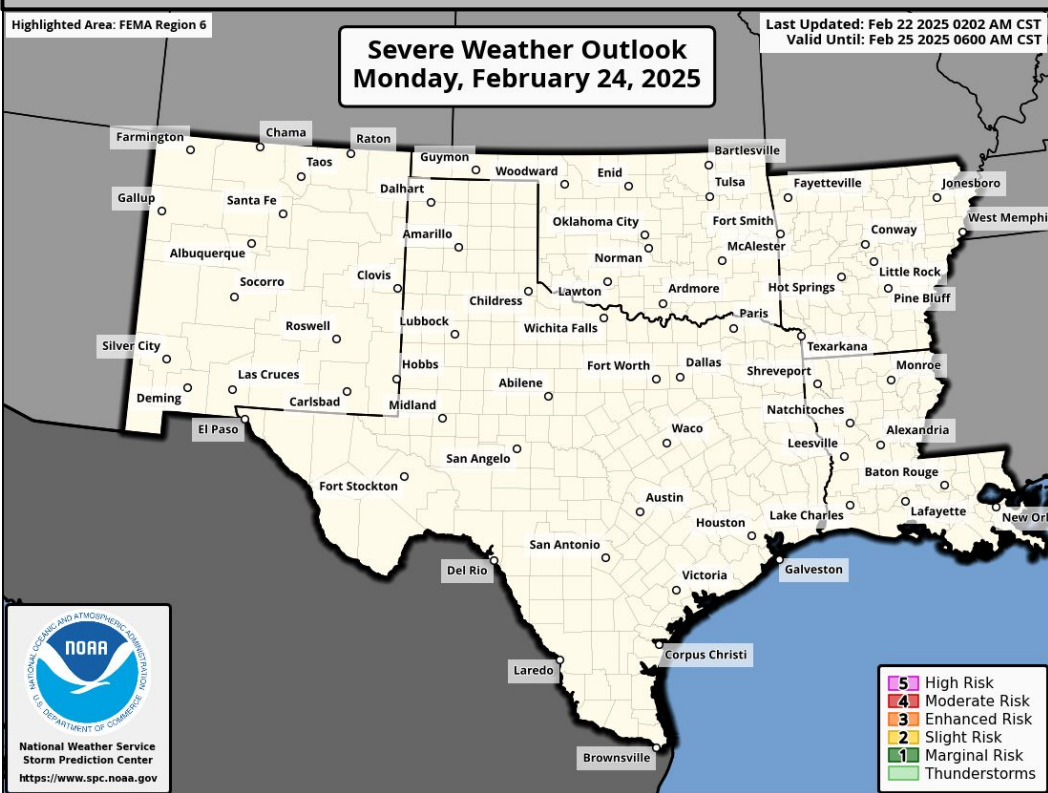 Highlighted Area: FEMA Region 6
Last Updated: Feb 22 2025 0202 AM CST
Valid Until: Feb 25 2025 0600 AM CST
Severe Weather Outlook
Monday, February 24, 2025
Farmington
Chama
Raton
Taos
Guymon
Woodward
Enid
Bartlesville
Tulsa
Fayetteville
Jonesboro
Gallup
Santa Fe
Dalhart
Albuquerque
Amarillo
Oklahoma City
Norman
Fort Smith
McAlester
Conway
West Memphi
Socorro
Clovis
Childress
Lawton
Ardmore
Hot Springs
Little Rock
Pine Bluff
Roswell
Lubbock
Wichita Falls
Paris
Texarkana
Silver City
Las Cruces
Hobbs
Abilene
Fort Worth
Dallas
Shreveport
Monroe
Deming
Carlsbad
Midland
Natchitoches
El Paso
San Angelo
Waco
Leesville
Alexandria
Fort Stockton
Austin
Baton Rouge
Houston
Lake Charles
Lafayette
New Orl
Del Rio
San Antonio
Galveston
Victoria
Laredo
Corpus Christi
Brownsville
NATIONAL OCEANIC AND ATMOSPHERIC ADMINISTRATION
NOAA
U.S. DEPARTMENT OF COMMERCE
National Weather Service
Storm Prediction Center
https://www.spc.noaa.gov
5 High Risk
4 Moderate Risk
3 Enhanced Risk
2 Slight Risk
1 Marginal Risk
Thunderstorms